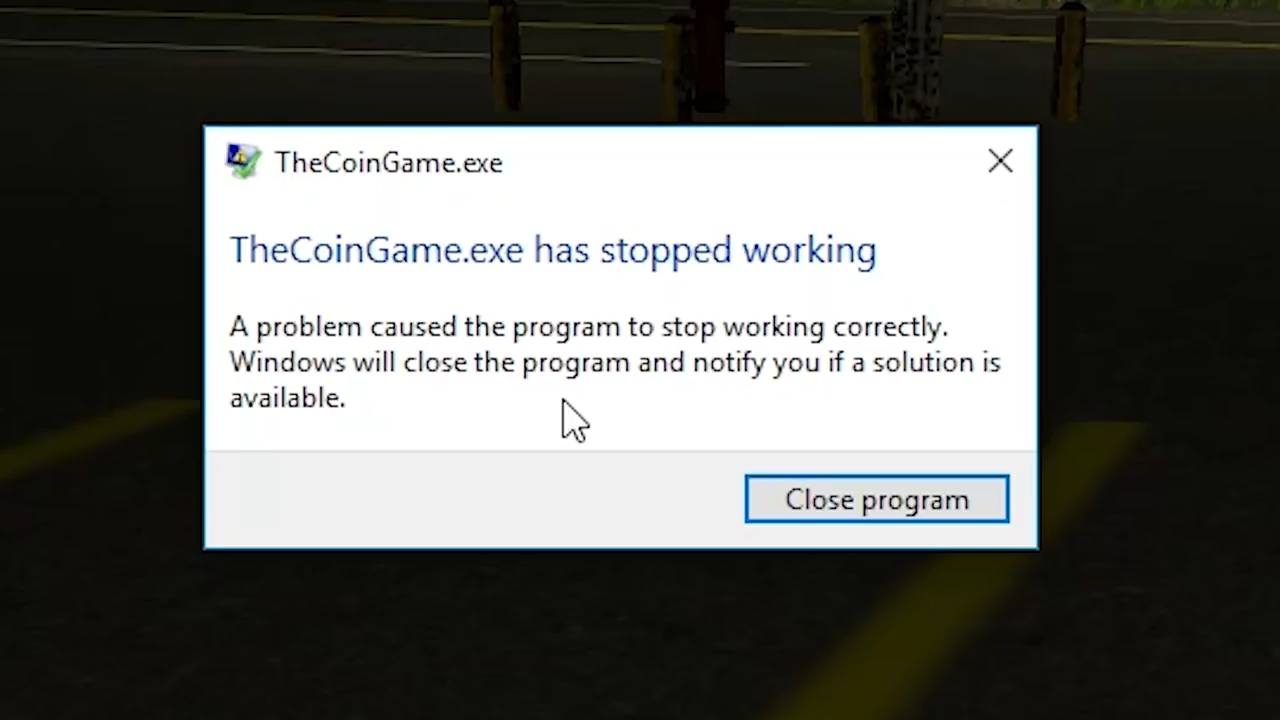 TheCoinGame.exe
TheCoinGame.exe has stopped working
A problem caused the program to stop working correctly.
Windows will close the program and notify you if a solution is
available.
Close program